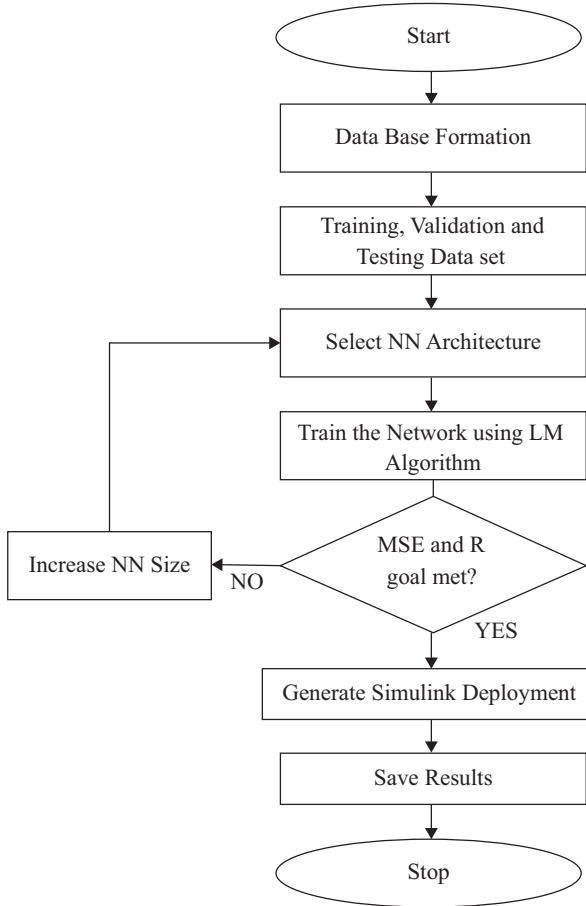 Start
Data Base Formation
Training, Validation and
Testing Data set
Select NN Architecture
Train the Network using LM
Algorithm
MSE and R
goal met?
NO
Increase NN Size
YES
Generate Simulink Deployment
Save Results
Stop